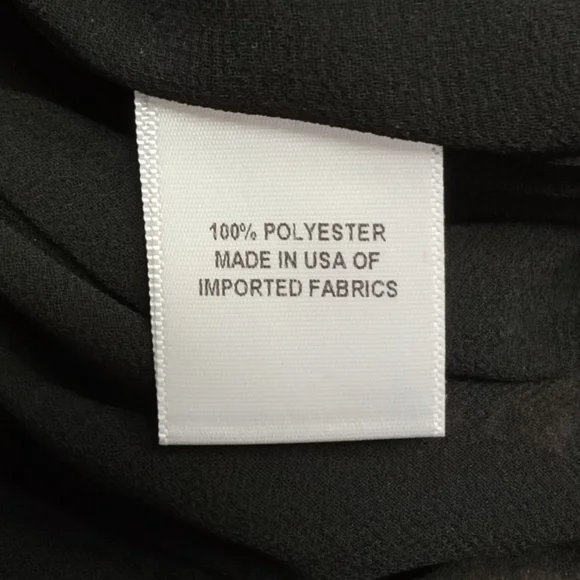 100% POLYESTER
MADE IN USA OF
IMPORTED FABRICS